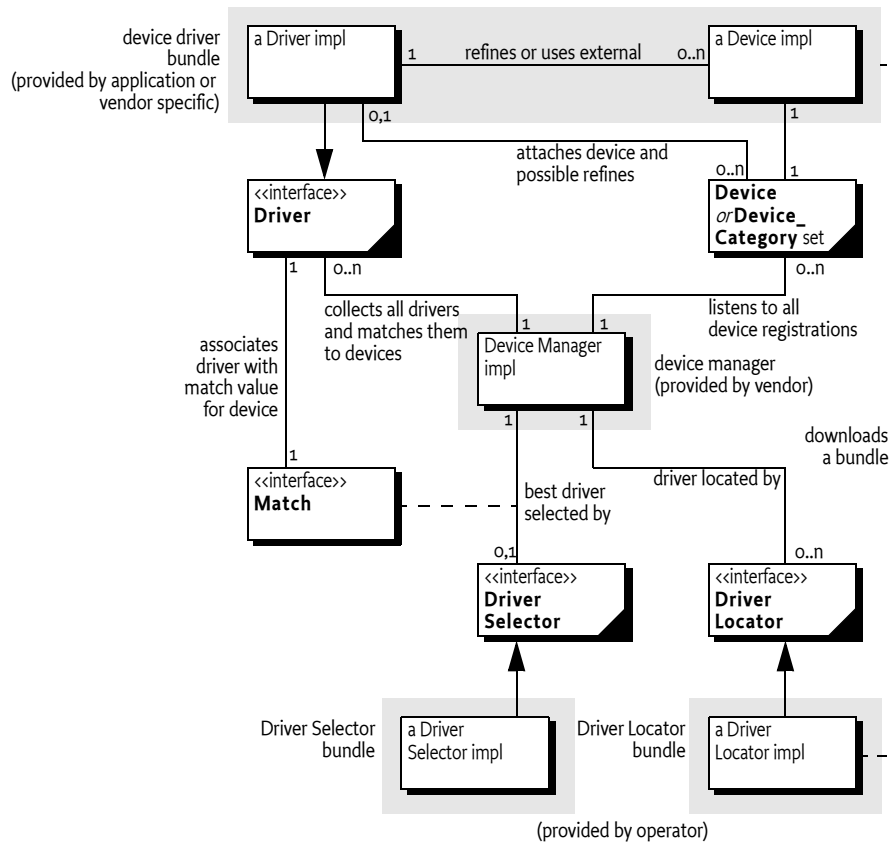 device driver
bundle
(provided by application or
vendor specific)
a Driver impl
1
refines or uses external
0..n
a Device impl
0,1
1
attaches device and
possible refines
0..n
1
<<interface>>
Driver
Device
or Device_
Category set
1
0..n
0..n
collects all drivers
and matches them
to devices
1
1
listens to all
device registrations
associates
driver with
match value
for device
Device Manager
impl
device manager
(provided by vendor)
1
1
downloads
a bundle
1
<<interface>>
Match
best driver
selected by
driver located by
0,1
0..n
<<interface>>
Driver
Selector
<<interface>>
Driver
Locator
Driver Selector
bundle
a Driver
Selector impl
Driver Locator
bundle
a Driver
Locator impl
(provided by operator)